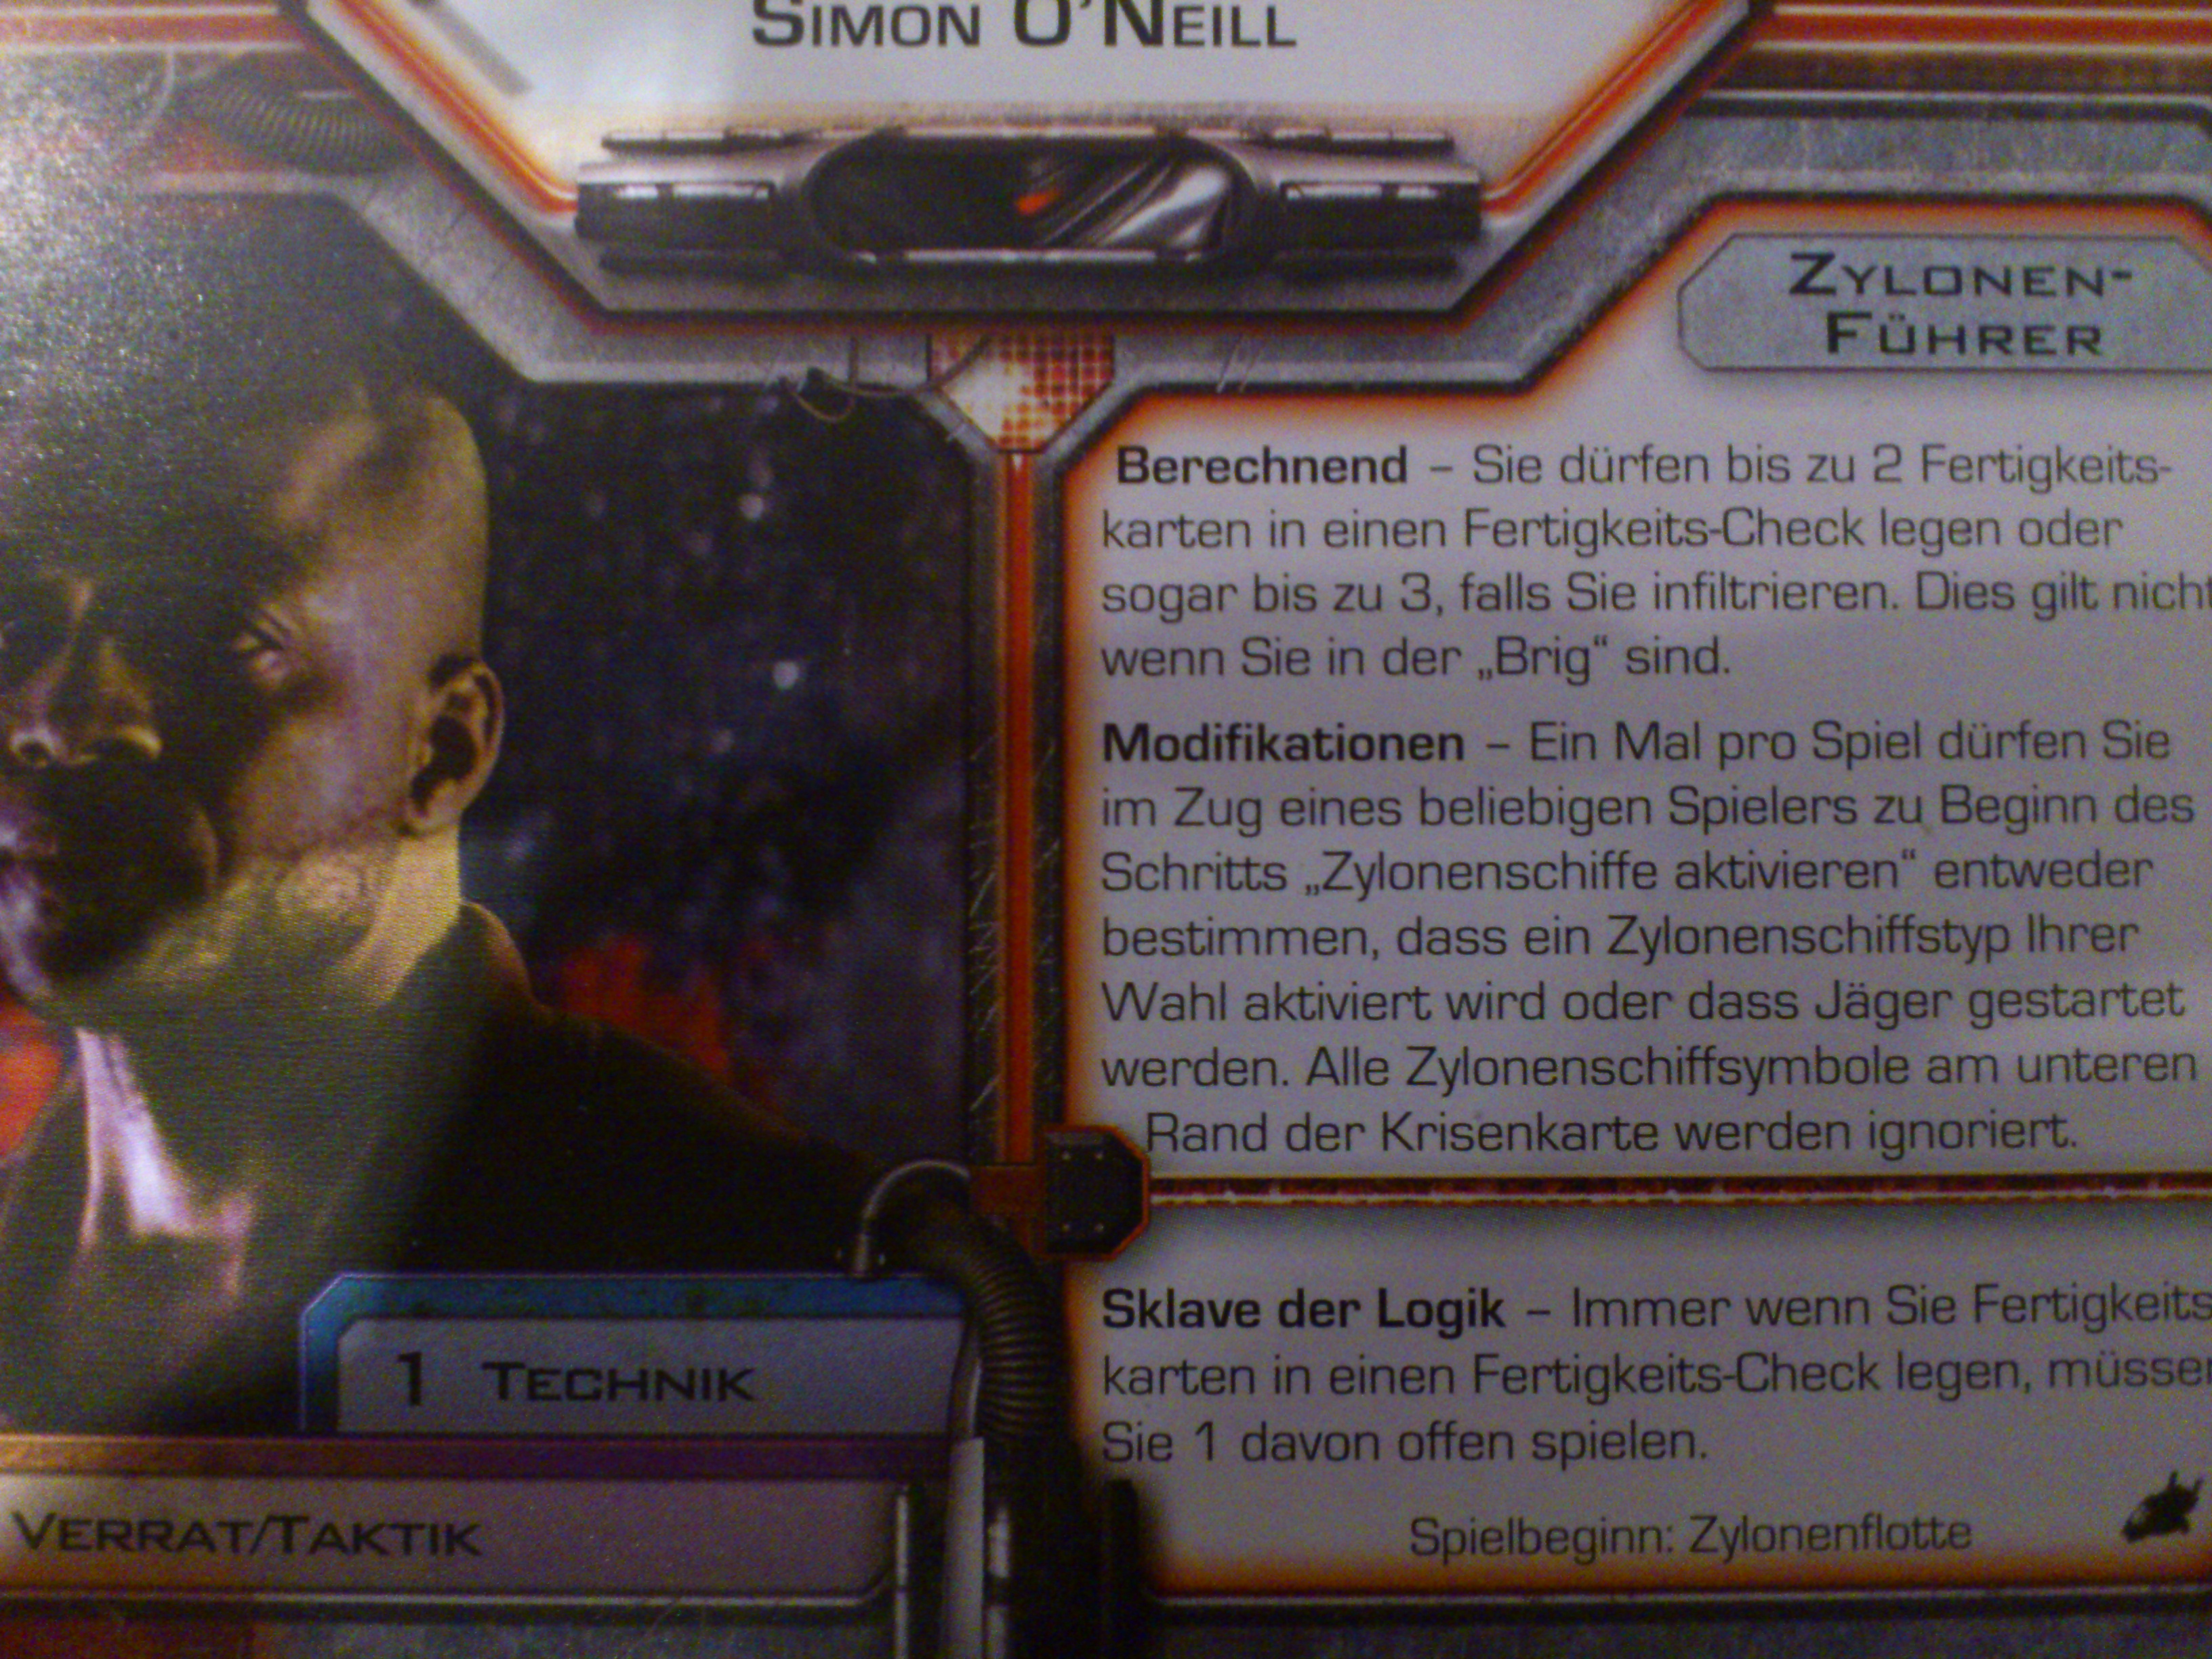 SIMON O'NEILL
ZYLONEN-
FÜHRER
Berechnend – Sie dürfen bis zu 2 Fertigkeits-
karten in einen Fertigkeits-Check legen oder
sogar bis zu 3, falls Sie infiltrieren. Dies gilt nicht
wenn Sie in der „Brig“ sind.
Modifikationen – Ein Mal pro Spiel dürfen Sie
im Zug eines beliebigen Spielers zu Beginn des
Schritts „Zylonenschiffe aktivieren“ entweder
bestimmen, dass ein Zylonenschiffstyp Ihrer
Wahl aktiviert wird oder dass Jäger gestartet
werden. Alle Zylonenschiffsymbole am unteren
Rand der Krisenkarte werden ignoriert.
Sklave der Logik – Immer wenn Sie Fertigkeits
karten in einen Fertigkeits-Check legen, müssen
Sie 1 davon offen spielen.
Spielbeginn: Zylonenflotte
1 TECHNIK
VERRAT/TAKTIK